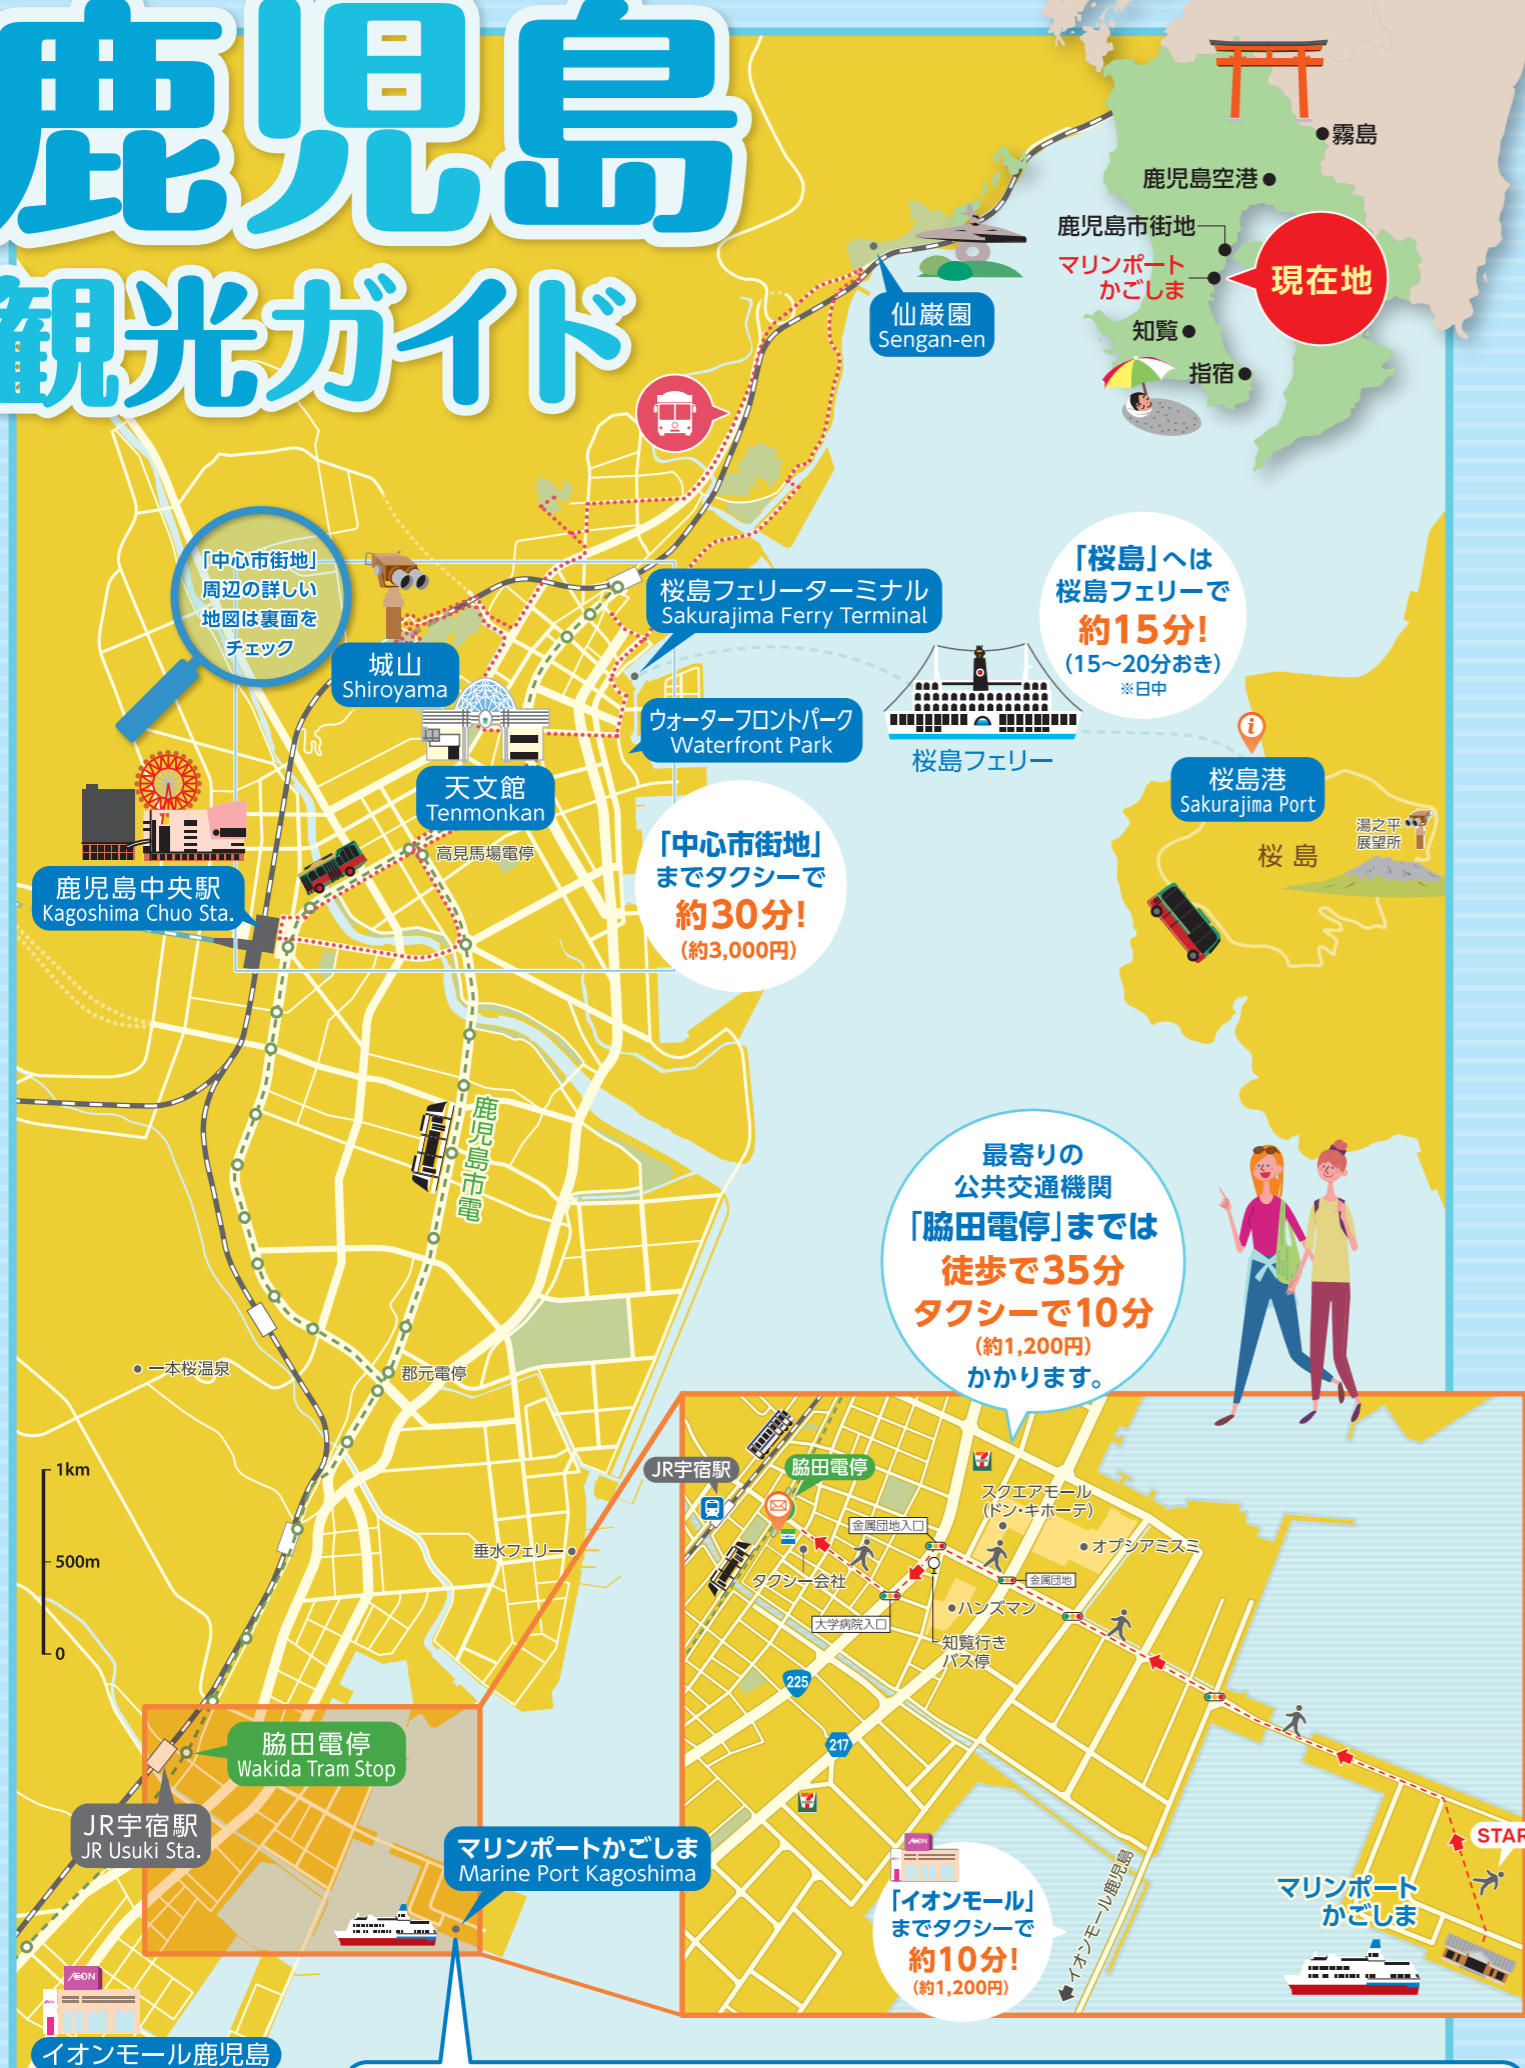 鹿児島
観光ガイド
霧島
鹿児島空港
鹿児島市街地
マリンポート
かごしま
現在地
知覧
指宿
仙巌園
Sengan-en
「中心市街地」
周辺の詳しい
地図は裏面を
チェック
城山
Shiroyama
桜島フェリーターミナル
Sakurajima Ferry Terminal
「桜島」へは
桜島フェリーで
約15分!
(15〜20分おき)
※日中
ウォーターフロントパーク
Waterfront Park
桜島フェリー
天文館
Tenmonkan
桜島港
Sakurajima Port
湯之平
展望所
桜島
高見馬場電停
「中心市街地」
までタクシーで
約30分!
(約3,000円)
鹿児島中央駅
Kagoshima Chuo Sta.
鹿児島市電
最寄りの
公共交通機関
「脇田電停」までは
徒歩で35分
タクシーで10分
(約1,200円)
かかります。
一本桜温泉
郡元電停
1km
500m
0
垂水フェリー
JR宇宿駅
脇田電停
スクエアモール
(ドン・キホーテ)
金属団地入口
オプシアミスミ
タクシー会社
金属団地
ハンズマン
大学病院入口
知覧行き
バス停
225
217
脇田電停
Wakida Tram Stop
JR宇宿駅
JR Usuki Sta.
マリンポートかごしま
Marine Port Kagoshima
AEON
「イオンモール」
までタクシーで
約10分!
(約1,200円)
イオンモール鹿児島
STAR
マリンポート
かごしま
AEON
イオンモール鹿児島